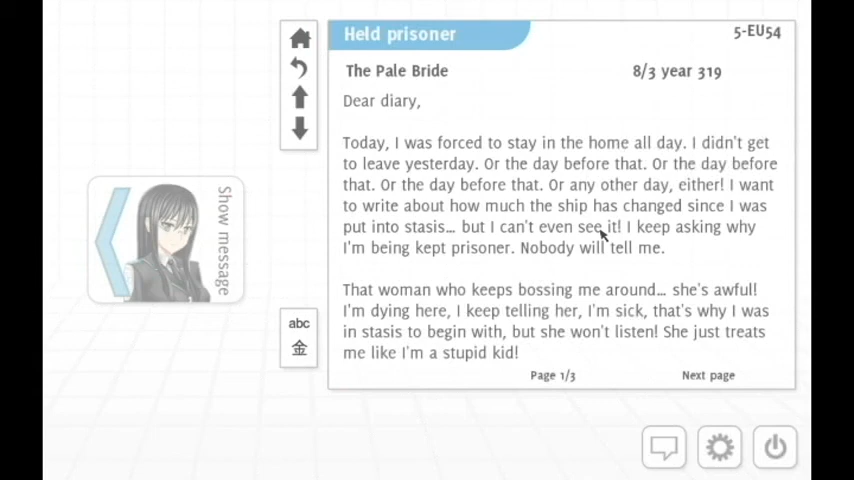 Held prisoner
5-EU54
The Pale Bride
8/3 year 319
Dear diary,
Today, I was forced to stay in the home all day. I didn't get
to leave yesterday. Or the day before that. Or the day before
that. Or the day before that. Or any other day, either! I want
to write about how much the ship has changed since I was
put into stasis... but I can't even see it! I keep asking why
I'm being kept prisoner. Nobody will tell me.
That woman who keeps bossing me around... she's awful!
I'm dying here, I keep telling her, I'm sick, that's why I was
in stasis to begin with, but she won't listen! She just treats
me like I'm a stupid kid!
Page 1/3
Next page
Show message
abc
金